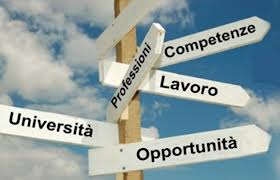 Competenze
Professioni
Lavoro
Università
Opportunità